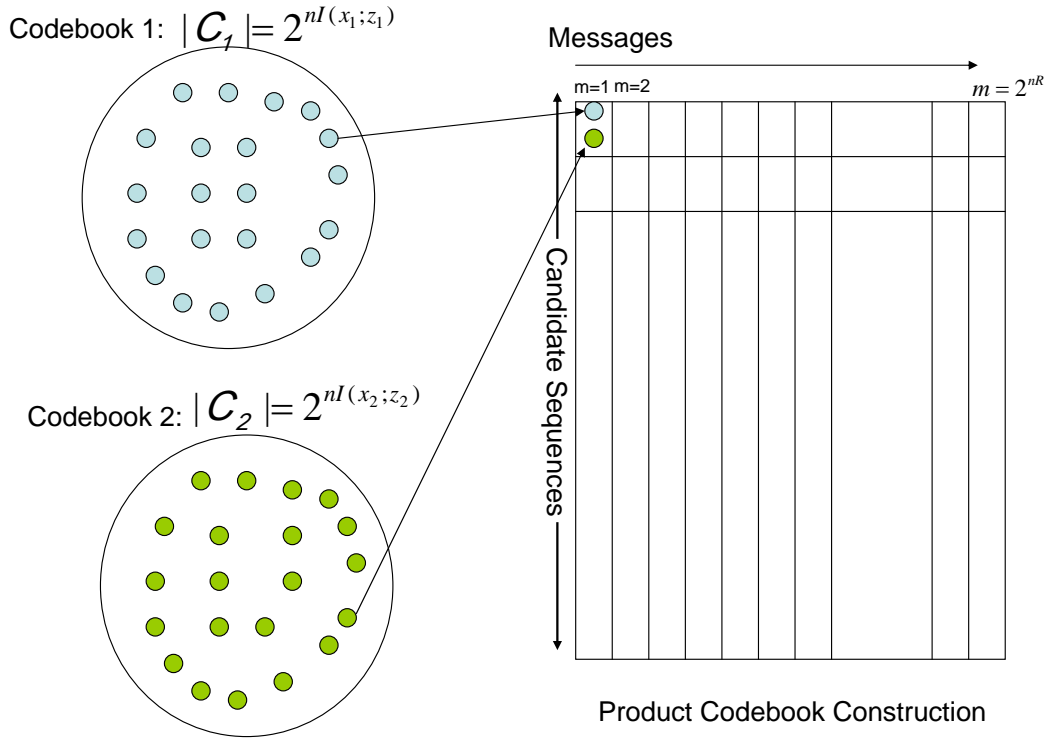 Codebook 1: |C₁|= 2^{nI(x₁;z₁)}
Messages
m=1 m=2 m = 2^{nR}
Candidate Sequences
Codebook 2: |C₂|= 2^{nI(x₂;z₂)}
Product Codebook Construction